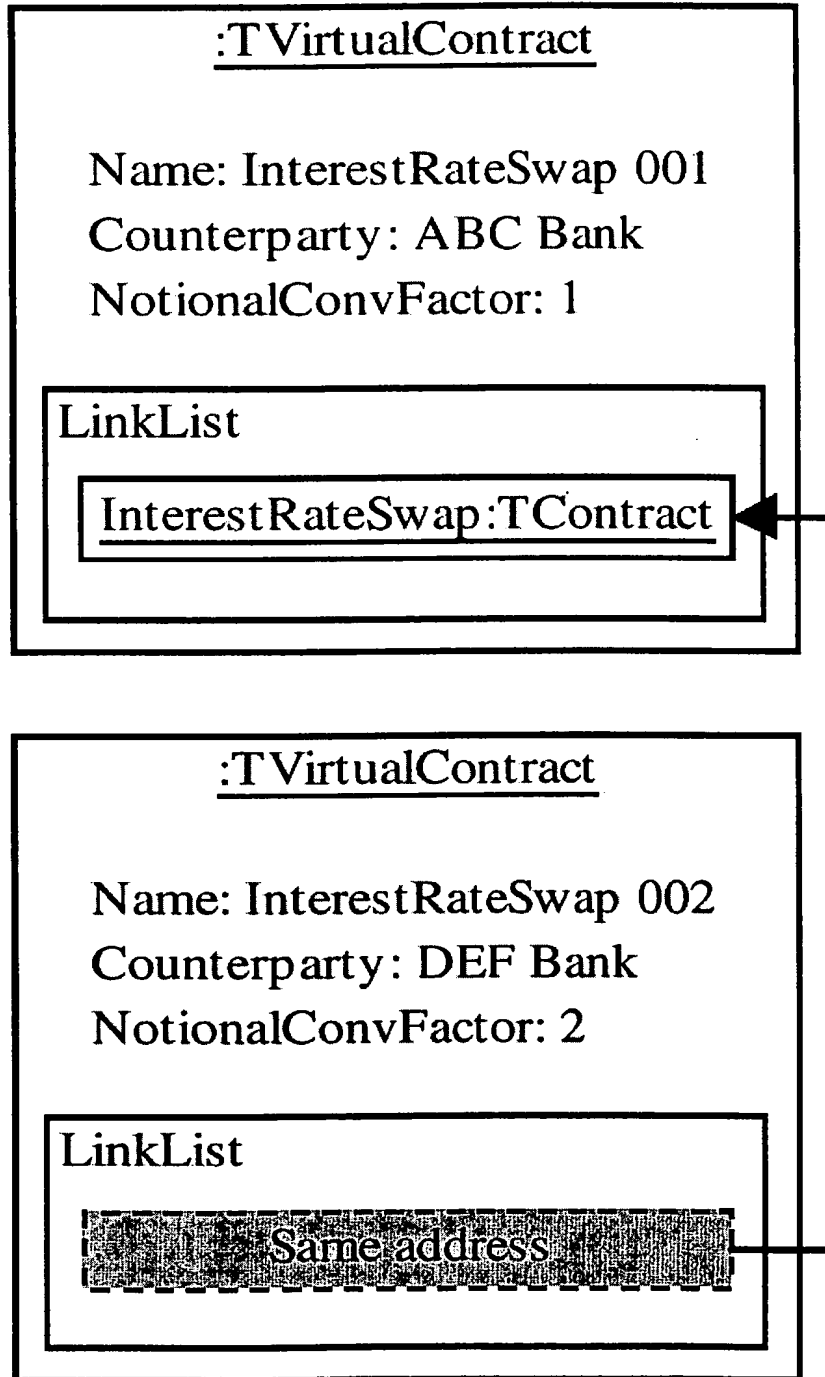 :TVirtualContract
Name: InterestRateSwap 001
Counterparty: ABC Bank
NotionalConvFactor: 1
LinkList
InterestRateSwap:TContract
:TVirtualContract
Name: InterestRateSwap 002
Counterparty: DEF Bank
NotionalConvFactor: 2
LinkList
Same address